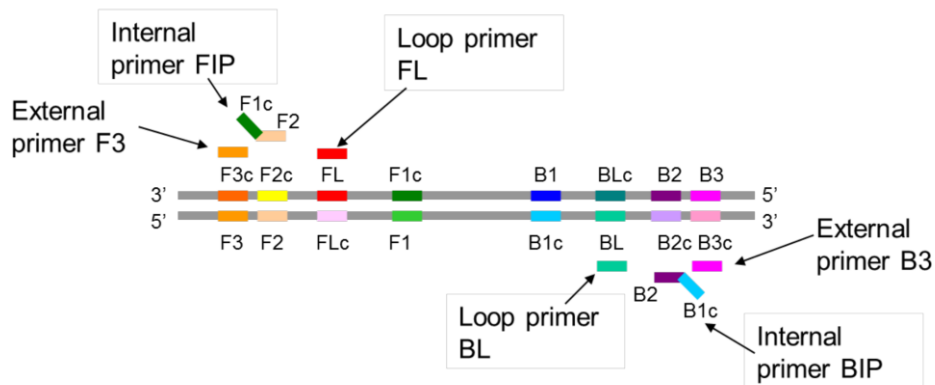 Internal
primer FIP
Loop primer
FL
External
primer F3
F1c
F2
F3c F2c FL F1c B1 BLc B2 B3
3’ 5’
5’ 3’
F3 F2 FLc F1 B1c BL B2c B3c
External
primer B3
B2
B1c
Loop primer
BL
Internal
primer BIP